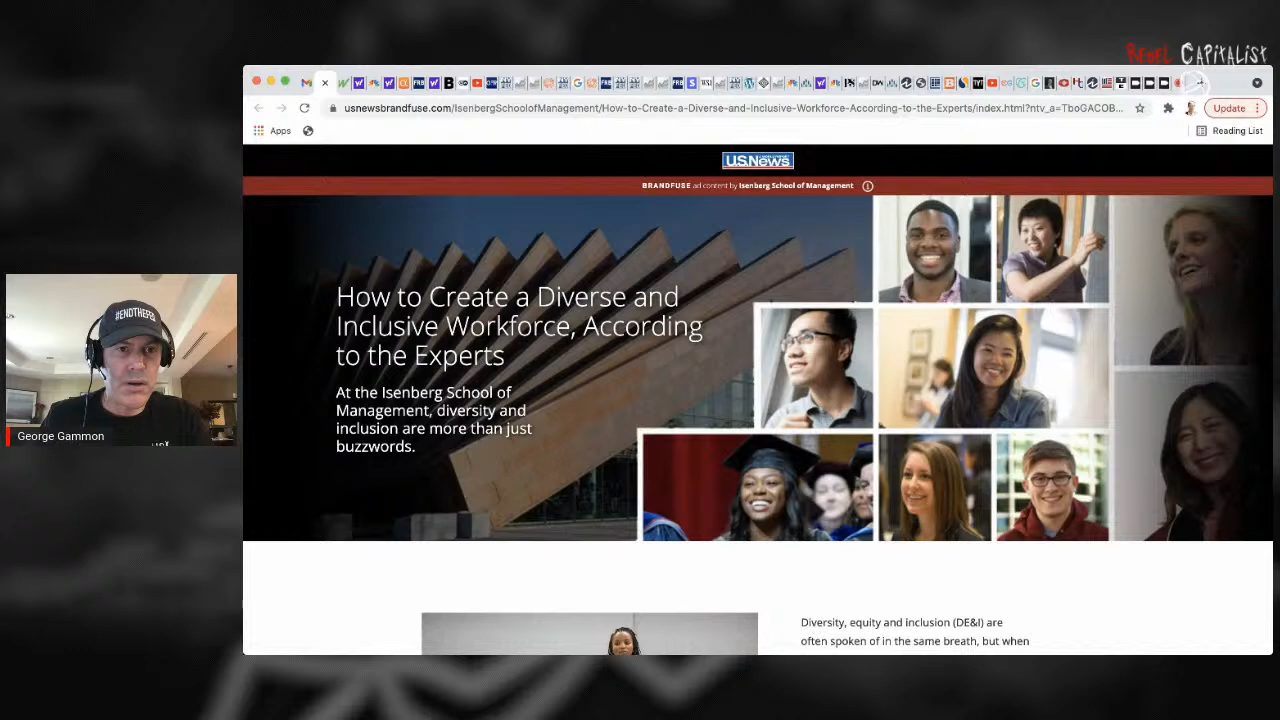 REBEL CAPITALIST
usnewsbrandfuse.com/IsenbergSchoolofManagement/How-to-Create-a-Diverse-and-Inclusive-Workforce-According-to-the-Experts/index.html?ntv_a=TboGACOB...
Update
Apps
Reading List
U.S.News
BRANDFUSE ad content by Isenberg School of Management
How to Create a Diverse and
Inclusive Workforce, According
to the Experts
At the Isenberg School of
Management, diversity and
inclusion are more than just
buzzwords.
#ENDTHEFED
George Gammon
Diversity, equity and inclusion (DE&I) are
often spoken of in the same breath, but when